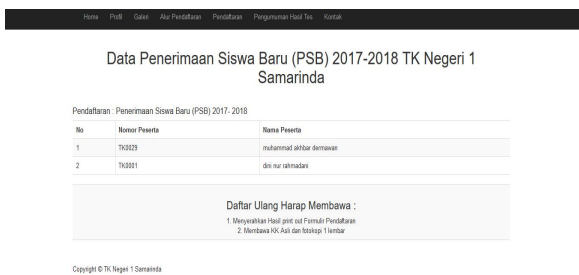 Home Profil Galeri Alur Pendaftaran Pendaftaran Pengumuman Hasil Tes Kontak
Data Penerimaan Siswa Baru (PSB) 2017-2018 TK Negeri 1
Samarinda
Pendaftaran : Penerimaan Siswa Baru (PSB) 2017- 2018
No Nomor Peserta Nama Peserta
1 TK0029 muhammad akhbar dermawan
2 TK0001 dini nur rahmadani
Daftar Ulang Harap Membawa :
1. Menyerahkan Hasil print out Formulir Pendaftaran
2. Membawa KK Asli dan fotokopi 1 lembar
Copyright © TK Negeri 1 Samarinda